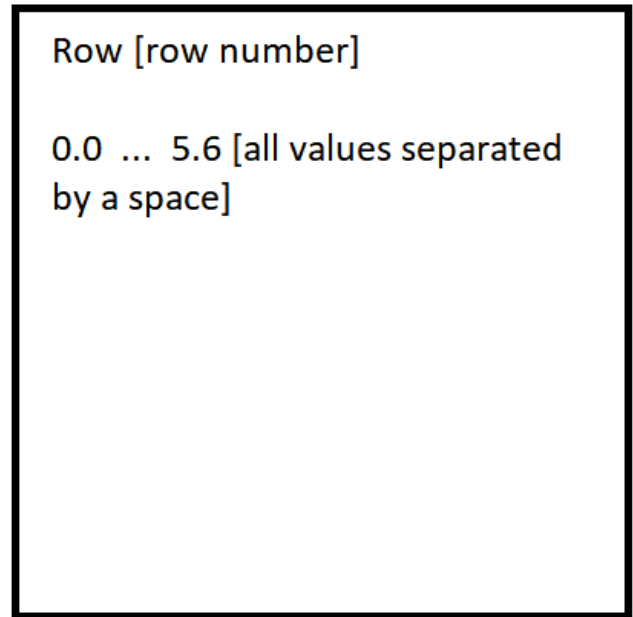 Row [row number]
0.0 ... 5.6 [all values separated
by a space]